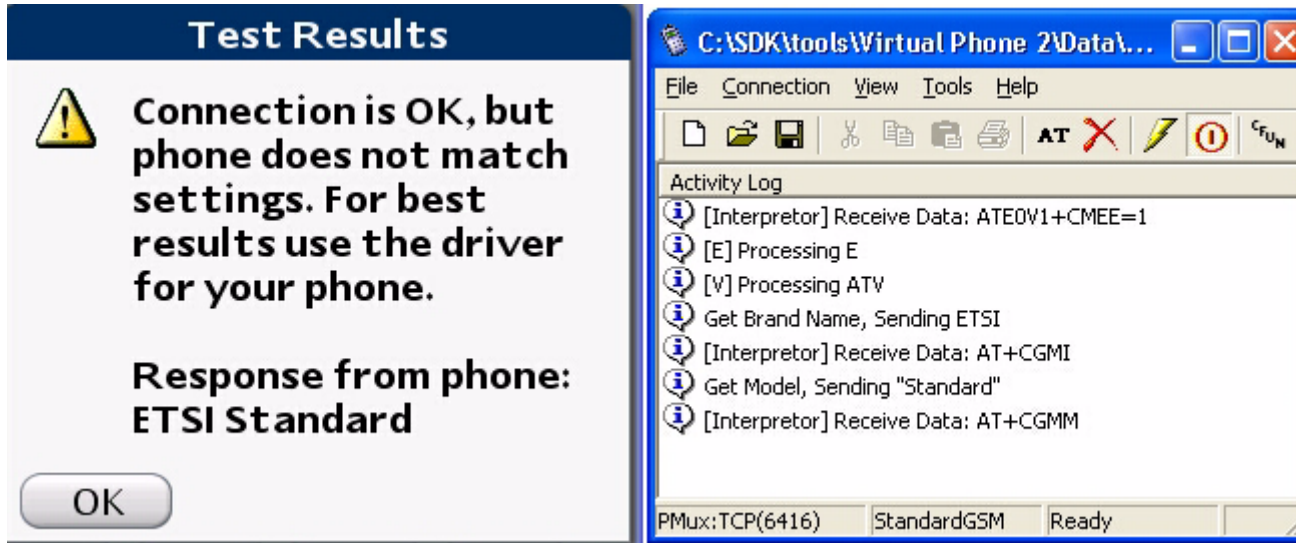 Test Results
Connection is OK, but
phone does not match
settings. For best
results use the driver
for your phone.
Response from phone:
ETSI Standard
OK
C:\SDK\tools\Virtual Phone 2\Data\...
File Connection View Tools Help
AT CFUN
Activity Log
[Interpretor] Receive Data: ATE0V1+CMEE=1
[E] Processing E
[V] Processing ATV
Get Brand Name, Sending ETSI
[Interpretor] Receive Data: AT+CGMI
Get Model, Sending "Standard"
[Interpretor] Receive Data: AT+CGMM
PMux:TCP(6416) StandardGSM Ready